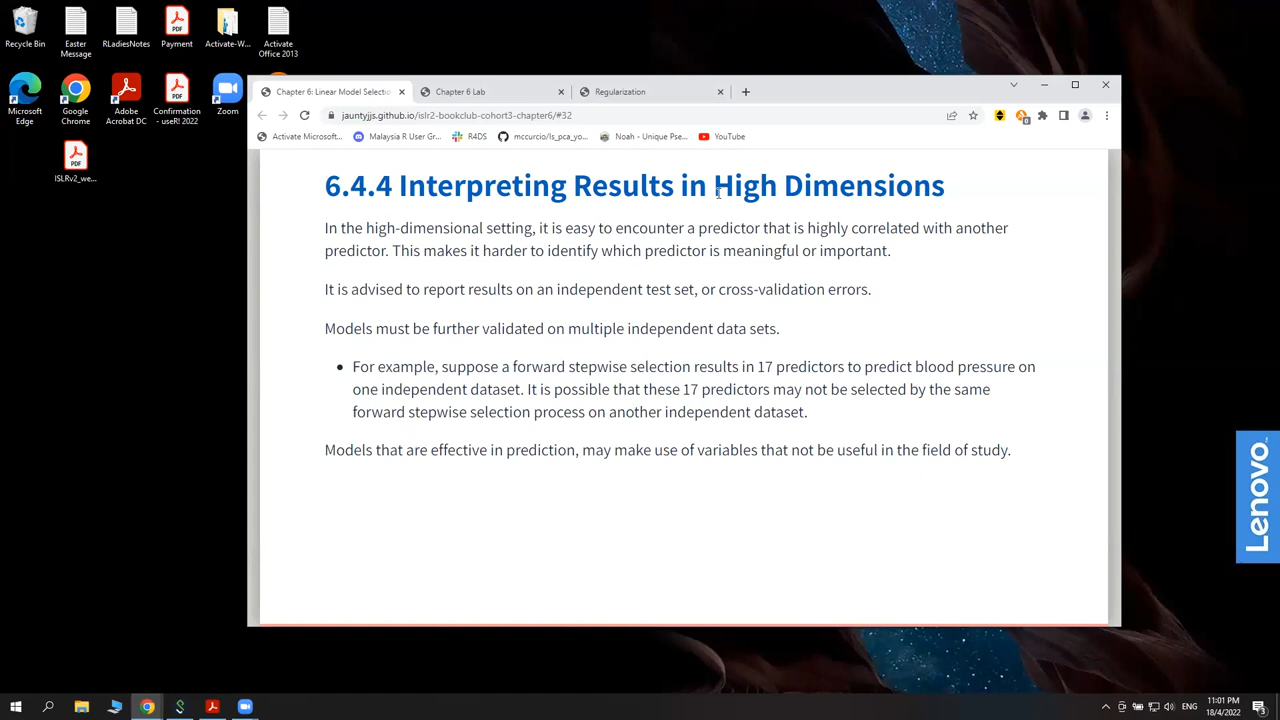 Recycle Bin
Easter
Message
RLadiesNotes
Payment
Activate-W...
Activate
Office 2013
Microsoft
Edge
Google
Chrome
Adobe
Acrobat DC
Confirmation
- useR! 2022
Zoom
ISLRv2_we...
Chapter 6: Linear Model Selectio
Chapter 6 Lab
Regularization
jauntyjjs.github.io/islr2-bookclub-cohort3-chapter6/#32
Activate Microsoft...
Malaysia R User Gr...
R4DS
mccurcio/ls_pca_yo...
Noah - Unique Pse...
YouTube
6.4.4 Interpreting Results in High Dimensions
In the high-dimensional setting, it is easy to encounter a predictor that is highly correlated with another
predictor. This makes it harder to identify which predictor is meaningful or important.
It is advised to report results on an independent test set, or cross-validation errors.
Models must be further validated on multiple independent data sets.
For example, suppose a forward stepwise selection results in 17 predictors to predict blood pressure on
one independent dataset. It is possible that these 17 predictors may not be selected by the same
forward stepwise selection process on another independent dataset.
Models that are effective in prediction, may make use of variables that not be useful in the field of study.
Lenovo
ENG
11:01 PM
18/4/2022